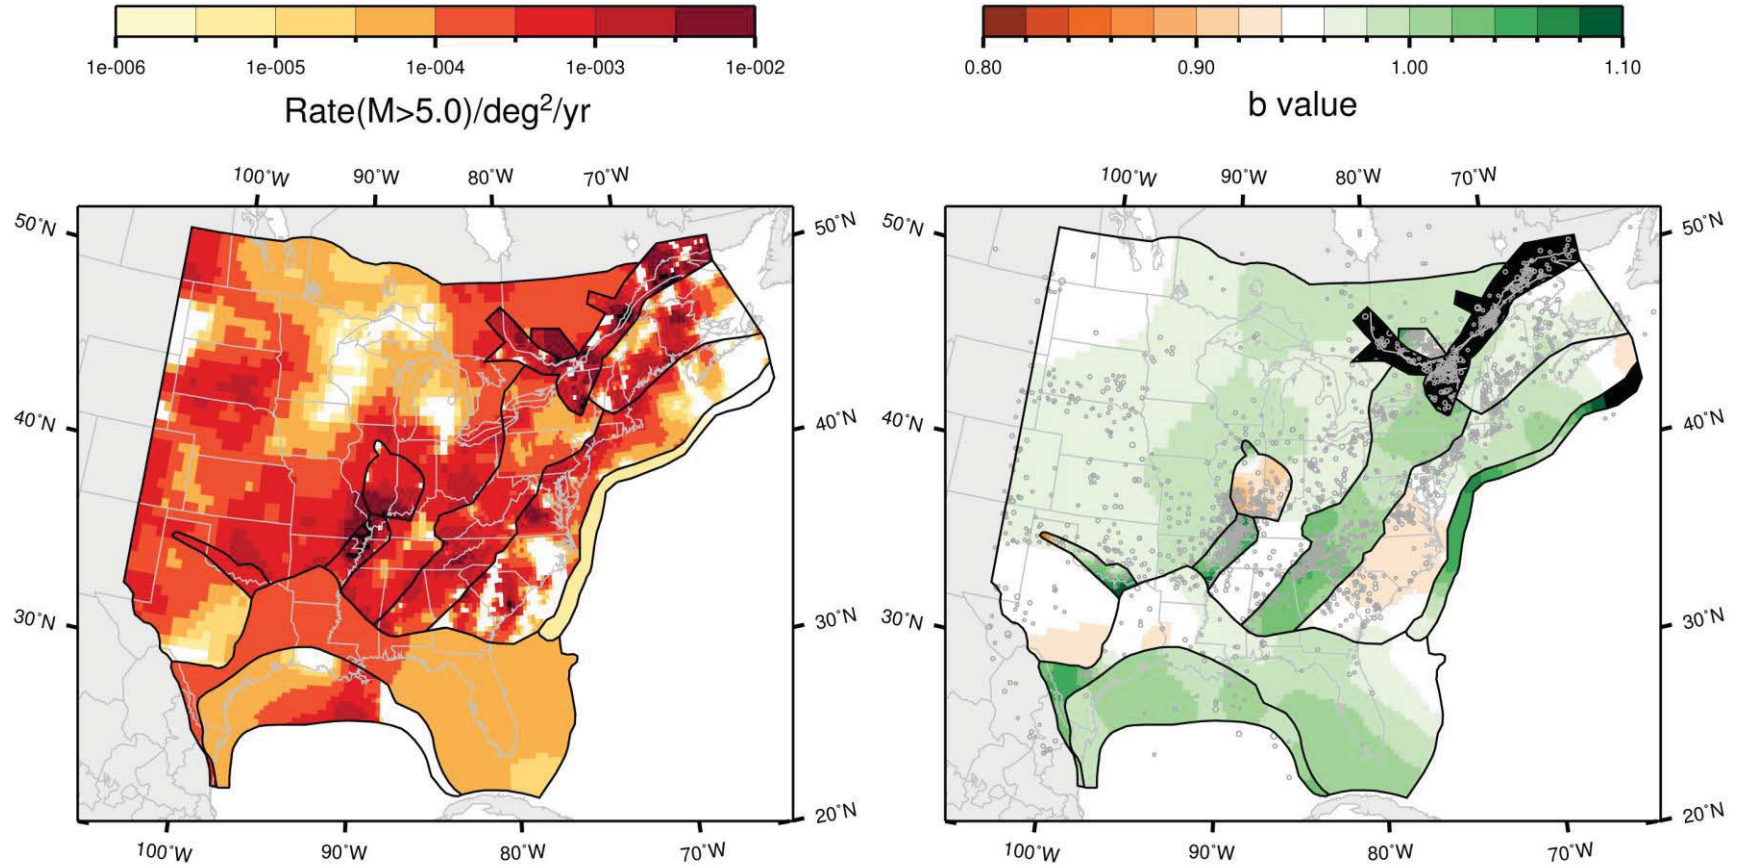 1e-006 1e-005 1e-004 1e-003 1e-002
Rate(M>5.0)/deg²/yr
0.80 0.90 1.00 1.10
b value
100°W 90°W 80°W 70°W
100°W 90°W 80°W 70°W
50°N 50°N 50°N 50°N
40°N 40°N 40°N 40°N
30°N 30°N 30°N 30°N
20°N 20°N
100°W 90°W 80°W 70°W
100°W 90°W 80°W 70°W